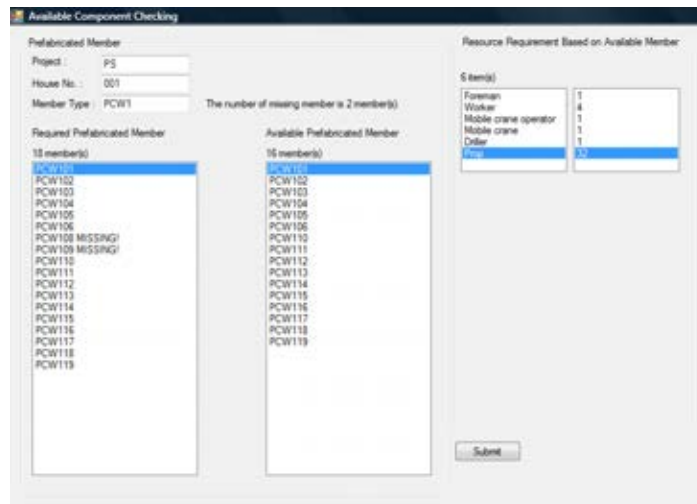 Available Component Checking
Prefabricated Member
Project :
PS
House No. :
001
Member Type :
PCW1
The number of missing member is 2 member(s)
Required Prefabricated Member
18 member(s)
PCW101
PCW102
PCW103
PCW104
PCW105
PCW106
PCW108 MISSING!
PCW109 MISSING!
PCW110
PCW111
PCW112
PCW113
PCW114
PCW115
PCW116
PCW117
PCW118
PCW119
Available Prefabricated Member
16 member(s)
PCW101
PCW102
PCW103
PCW104
PCW105
PCW106
PCW110
PCW111
PCW112
PCW113
PCW114
PCW115
PCW116
PCW117
PCW118
PCW119
Resource Requirement Based on Available Member
6 item(s)
Foreman 1
Worker 4
Mobile crane operator 1
Mobile crane 1
Driller 1
Prop 32
Submit